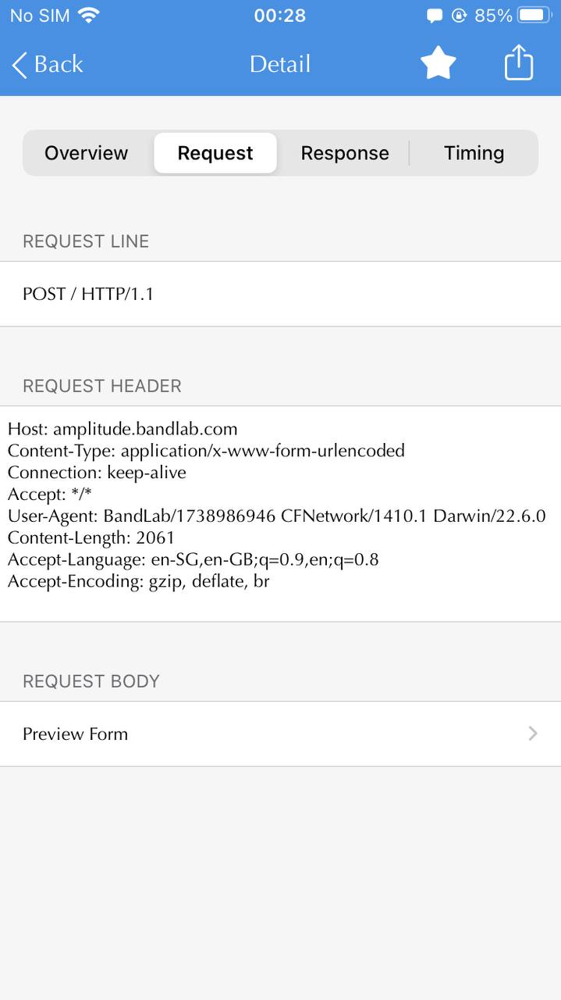 No SIM 00:28 85%
Back Detail
Overview Request Response Timing
REQUEST LINE
POST / HTTP/1.1
REQUEST HEADER
Host: amplitude.bandlab.com
Content-Type: application/x-www-form-urlencoded
Connection: keep-alive
Accept: */*
User-Agent: BandLab/1738986946 CFNetwork/1410.1 Darwin/22.6.0
Content-Length: 2061
Accept-Language: en-SG,en-GB;q=0.9,en;q=0.8
Accept-Encoding: gzip, deflate, br
REQUEST BODY
Preview Form